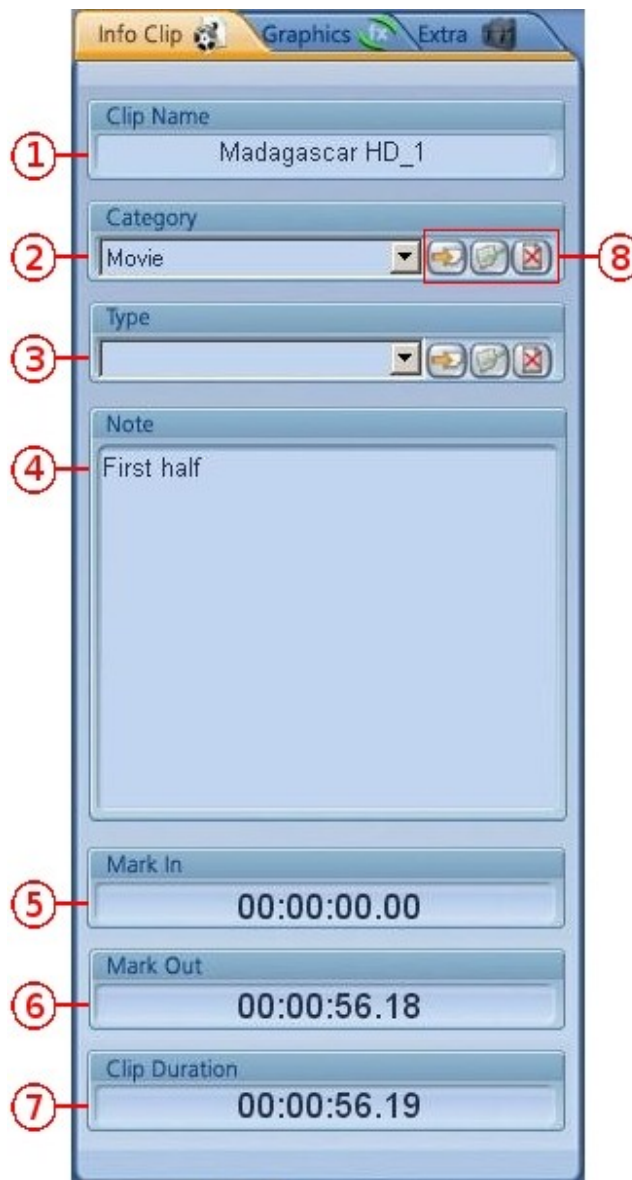 Info Clip Graphics fx Extra
Clip Name
1 Madagascar HD_1
Category
2 Movie 8
Type
3
Note
4 First half
Mark In
5 00:00:00.00
Mark Out
6 00:00:56.18
Clip Duration
7 00:00:56.19